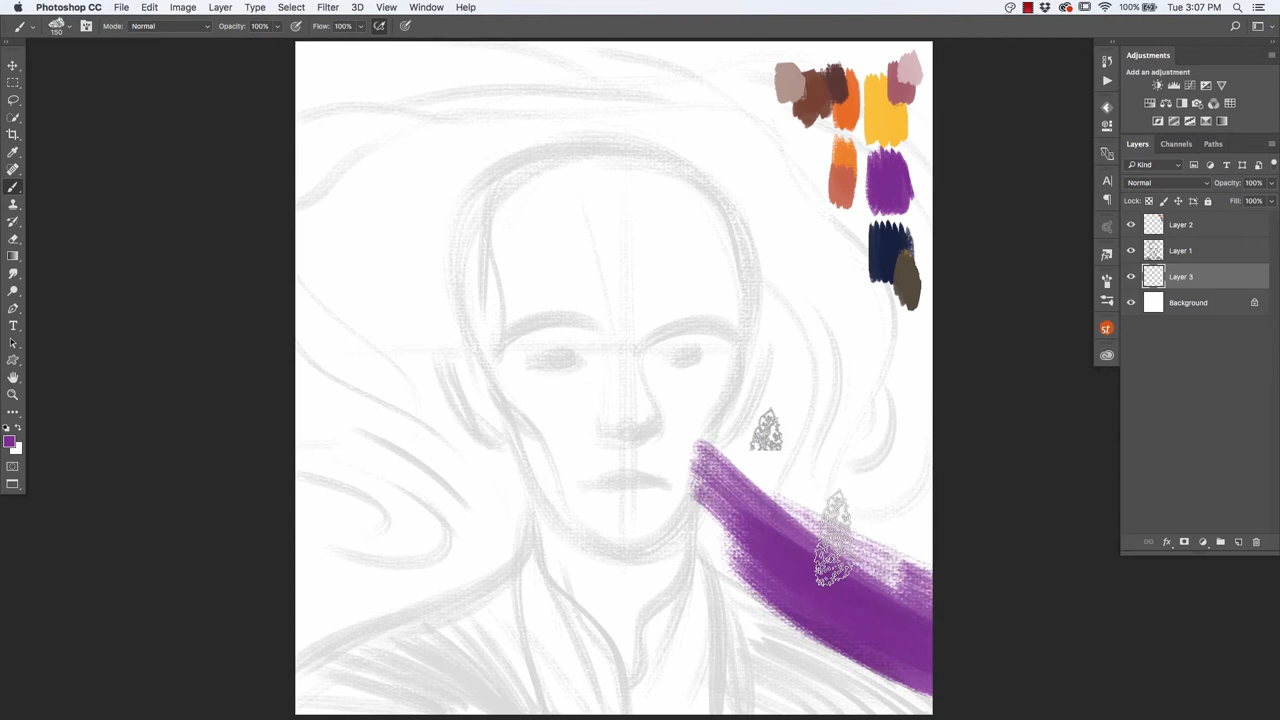 Photoshop CC File Edit Image Layer Type Select Filter 3D View Window Help 100% Tue 3:07 PM
150 Mode: Normal Opacity: 100% Flow: 100%
Adjustments
Add an adjustment
Layers Channels Paths
Kind
Normal Opacity: 100%
Lock: Fill: 100%
Layer 2
Layer 1
Layer 3
Background